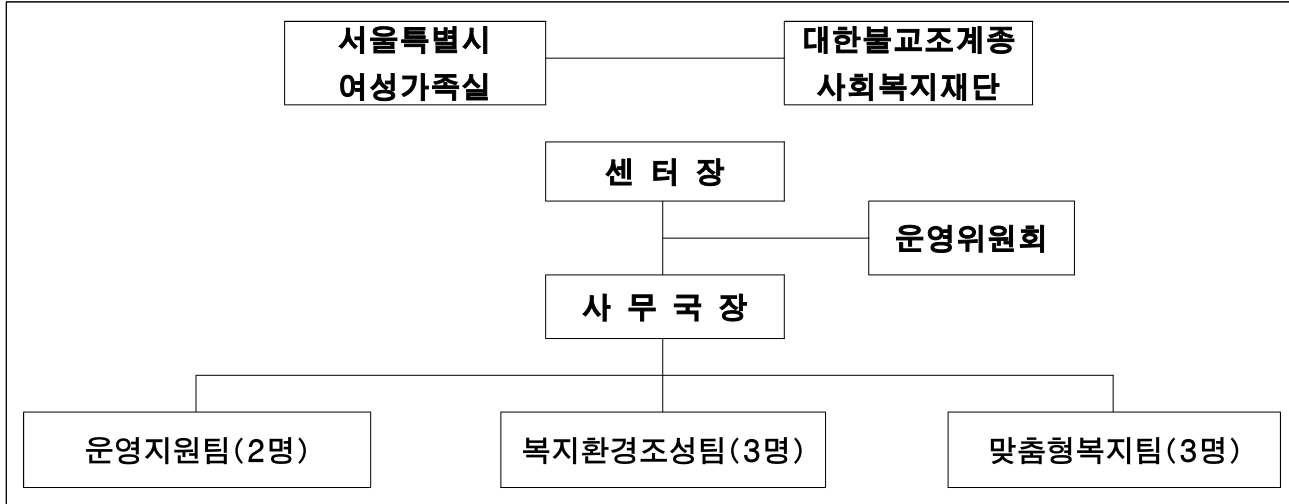 서울특별시
여성가족실
대한불교조계종
사회복지재단
센 터 장
운영위원회
사 무 국 장
운영지원팀(2명)
복지환경조성팀(3명)
맞춤형복지팀(3명)